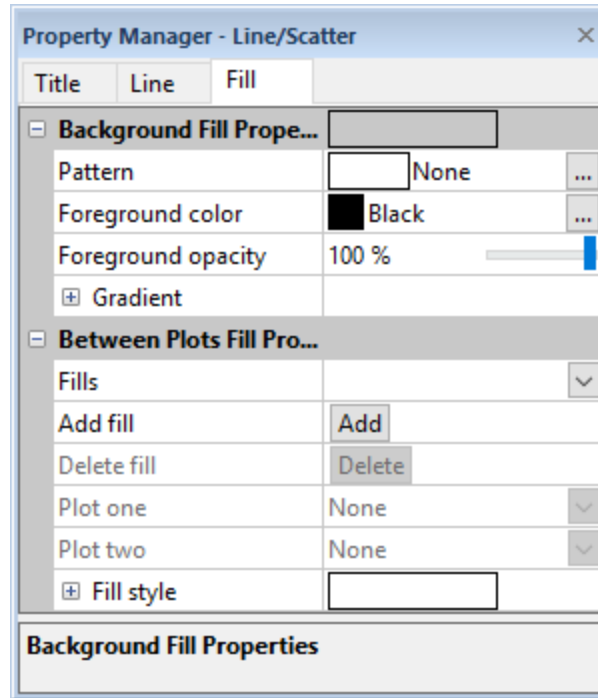 Property Manager - Line/Scatter
Title Line Fill
Background Fill Prope...
Pattern None ...
Foreground color Black ...
Foreground opacity 100 %
Gradient
Between Plots Fill Pro...
Fills
Add fill Add
Delete fill Delete
Plot one None
Plot two None
Fill style
Background Fill Properties